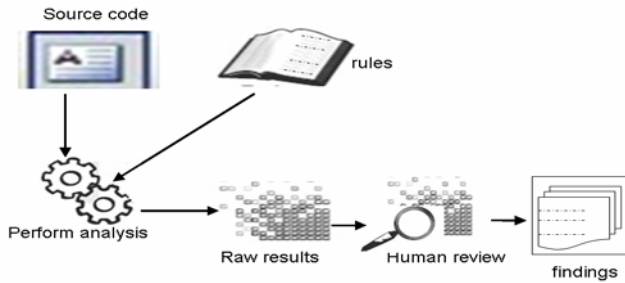 Source code
A
rules
Perform analysis
Raw results
Human review
findings